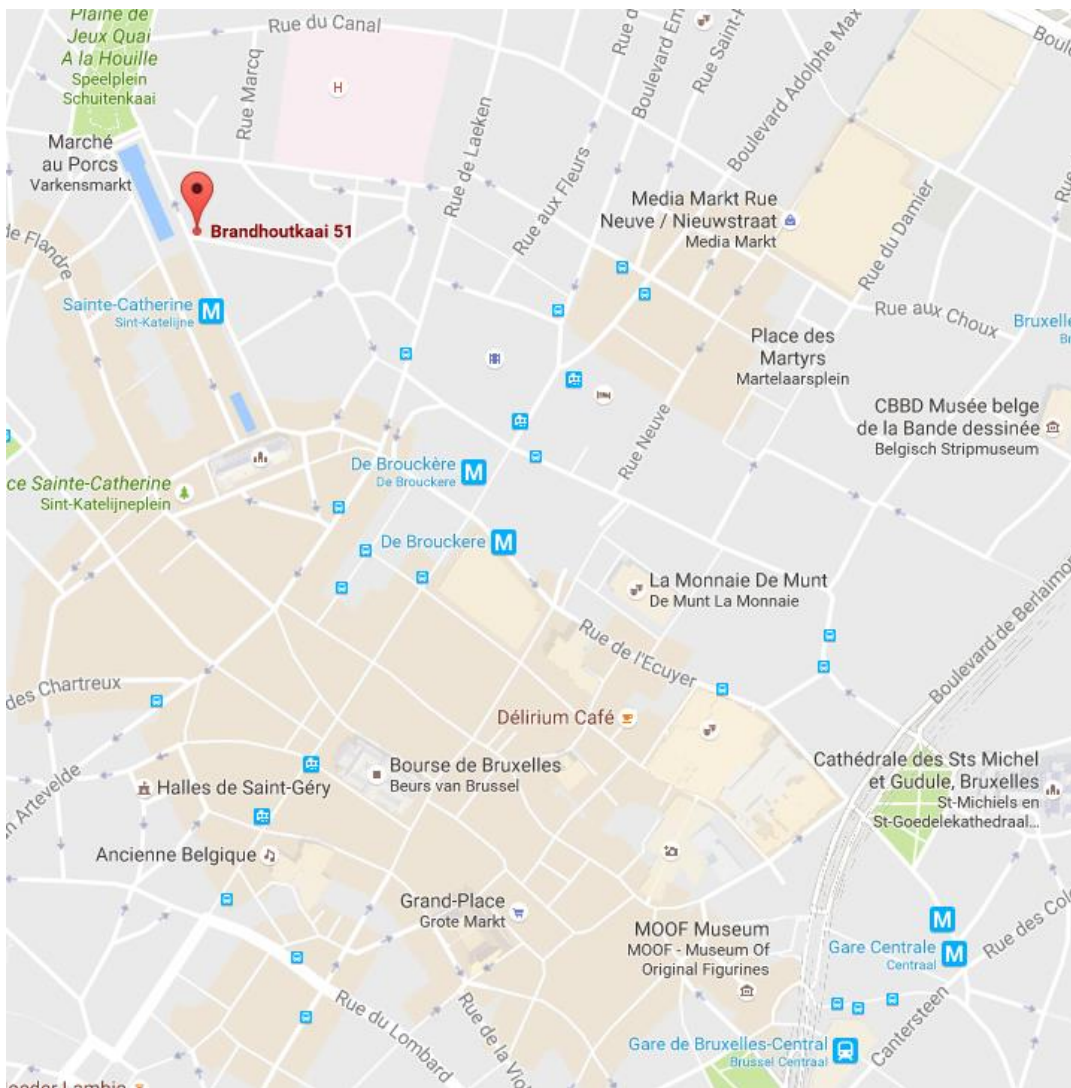 Plaine de
Jeux Quai
A la Houille
Speelplein
Schuitenkaai
Rue du Canal
Rue Marcq
H
Rue de Laeken
Rue aux Fleurs
Boulevard Adolphe Max
Marché
au Porcs
Varkensmarkt
Brandhoutkaai 51
Media Markt Rue
Neuve / Nieuwstraat
Media Markt
Rue du Damier
de Flandre
Sainte-Catherine
Sint-Katelijne
M
Rue aux Choux
Place des
Martyrs
Martelaarsplein
CBBD Musée belge
de la Bande dessinée
Belgisch Stripmuseum
Rue Neuve
De Brouckère
De Brouckere
M
ce Sainte-Catherine
Sint-Katelijneplein
De Brouckere
M
La Monnaie De Munt
De Munt La Monnaie
Rue de l'Ecuyer
Boulevard de Berlaimon
des Chartreux
Délirium Café
Bourse de Bruxelles
Beurs van Brussel
Halles de Saint-Géry
Cathédrale des Sts Michel
et Gudule, Bruxelles
St-Michiels en
St-Goedelekathedraal...
n Artevelde
Ancienne Belgique
Grand-Place
Grote Markt
MOOF Museum
MOOF - Museum Of
Original Figurines
M
Gare Centrale
Centraal
M
Rue des Colo
Rue du Lombard
Rue de la Vio
Gare de Bruxelles-Central
Brussel Centraal
Cantersteen